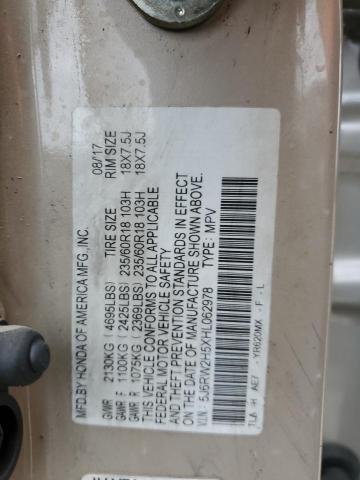 MFD.BY HONDA OF AMERICA MFG.,INC. 08/17
TIRE SIZE RIM SIZE
GVWR 2130KG (4695LBS)
GAWR F 1100KG (2425LBS) 235/60R18 103H 18X7.5J
GAWR R 1075KG (2369LBS) 235/60R18 103H 18X7.5J
THIS VEHICLE CONFORMS TO ALL APPLICABLE
FEDERAL MOTOR VEHICLE SAFETY
AND THEFT PREVENTION STANDARDS IN EFFECT
ON THE DATE OF MANUFACTURE SHOWN ABOVE.
V.I.N: 5J6RW2H5XHL062978 TYPE: MPV
TLA -H AE7 -YR620MX -F -L